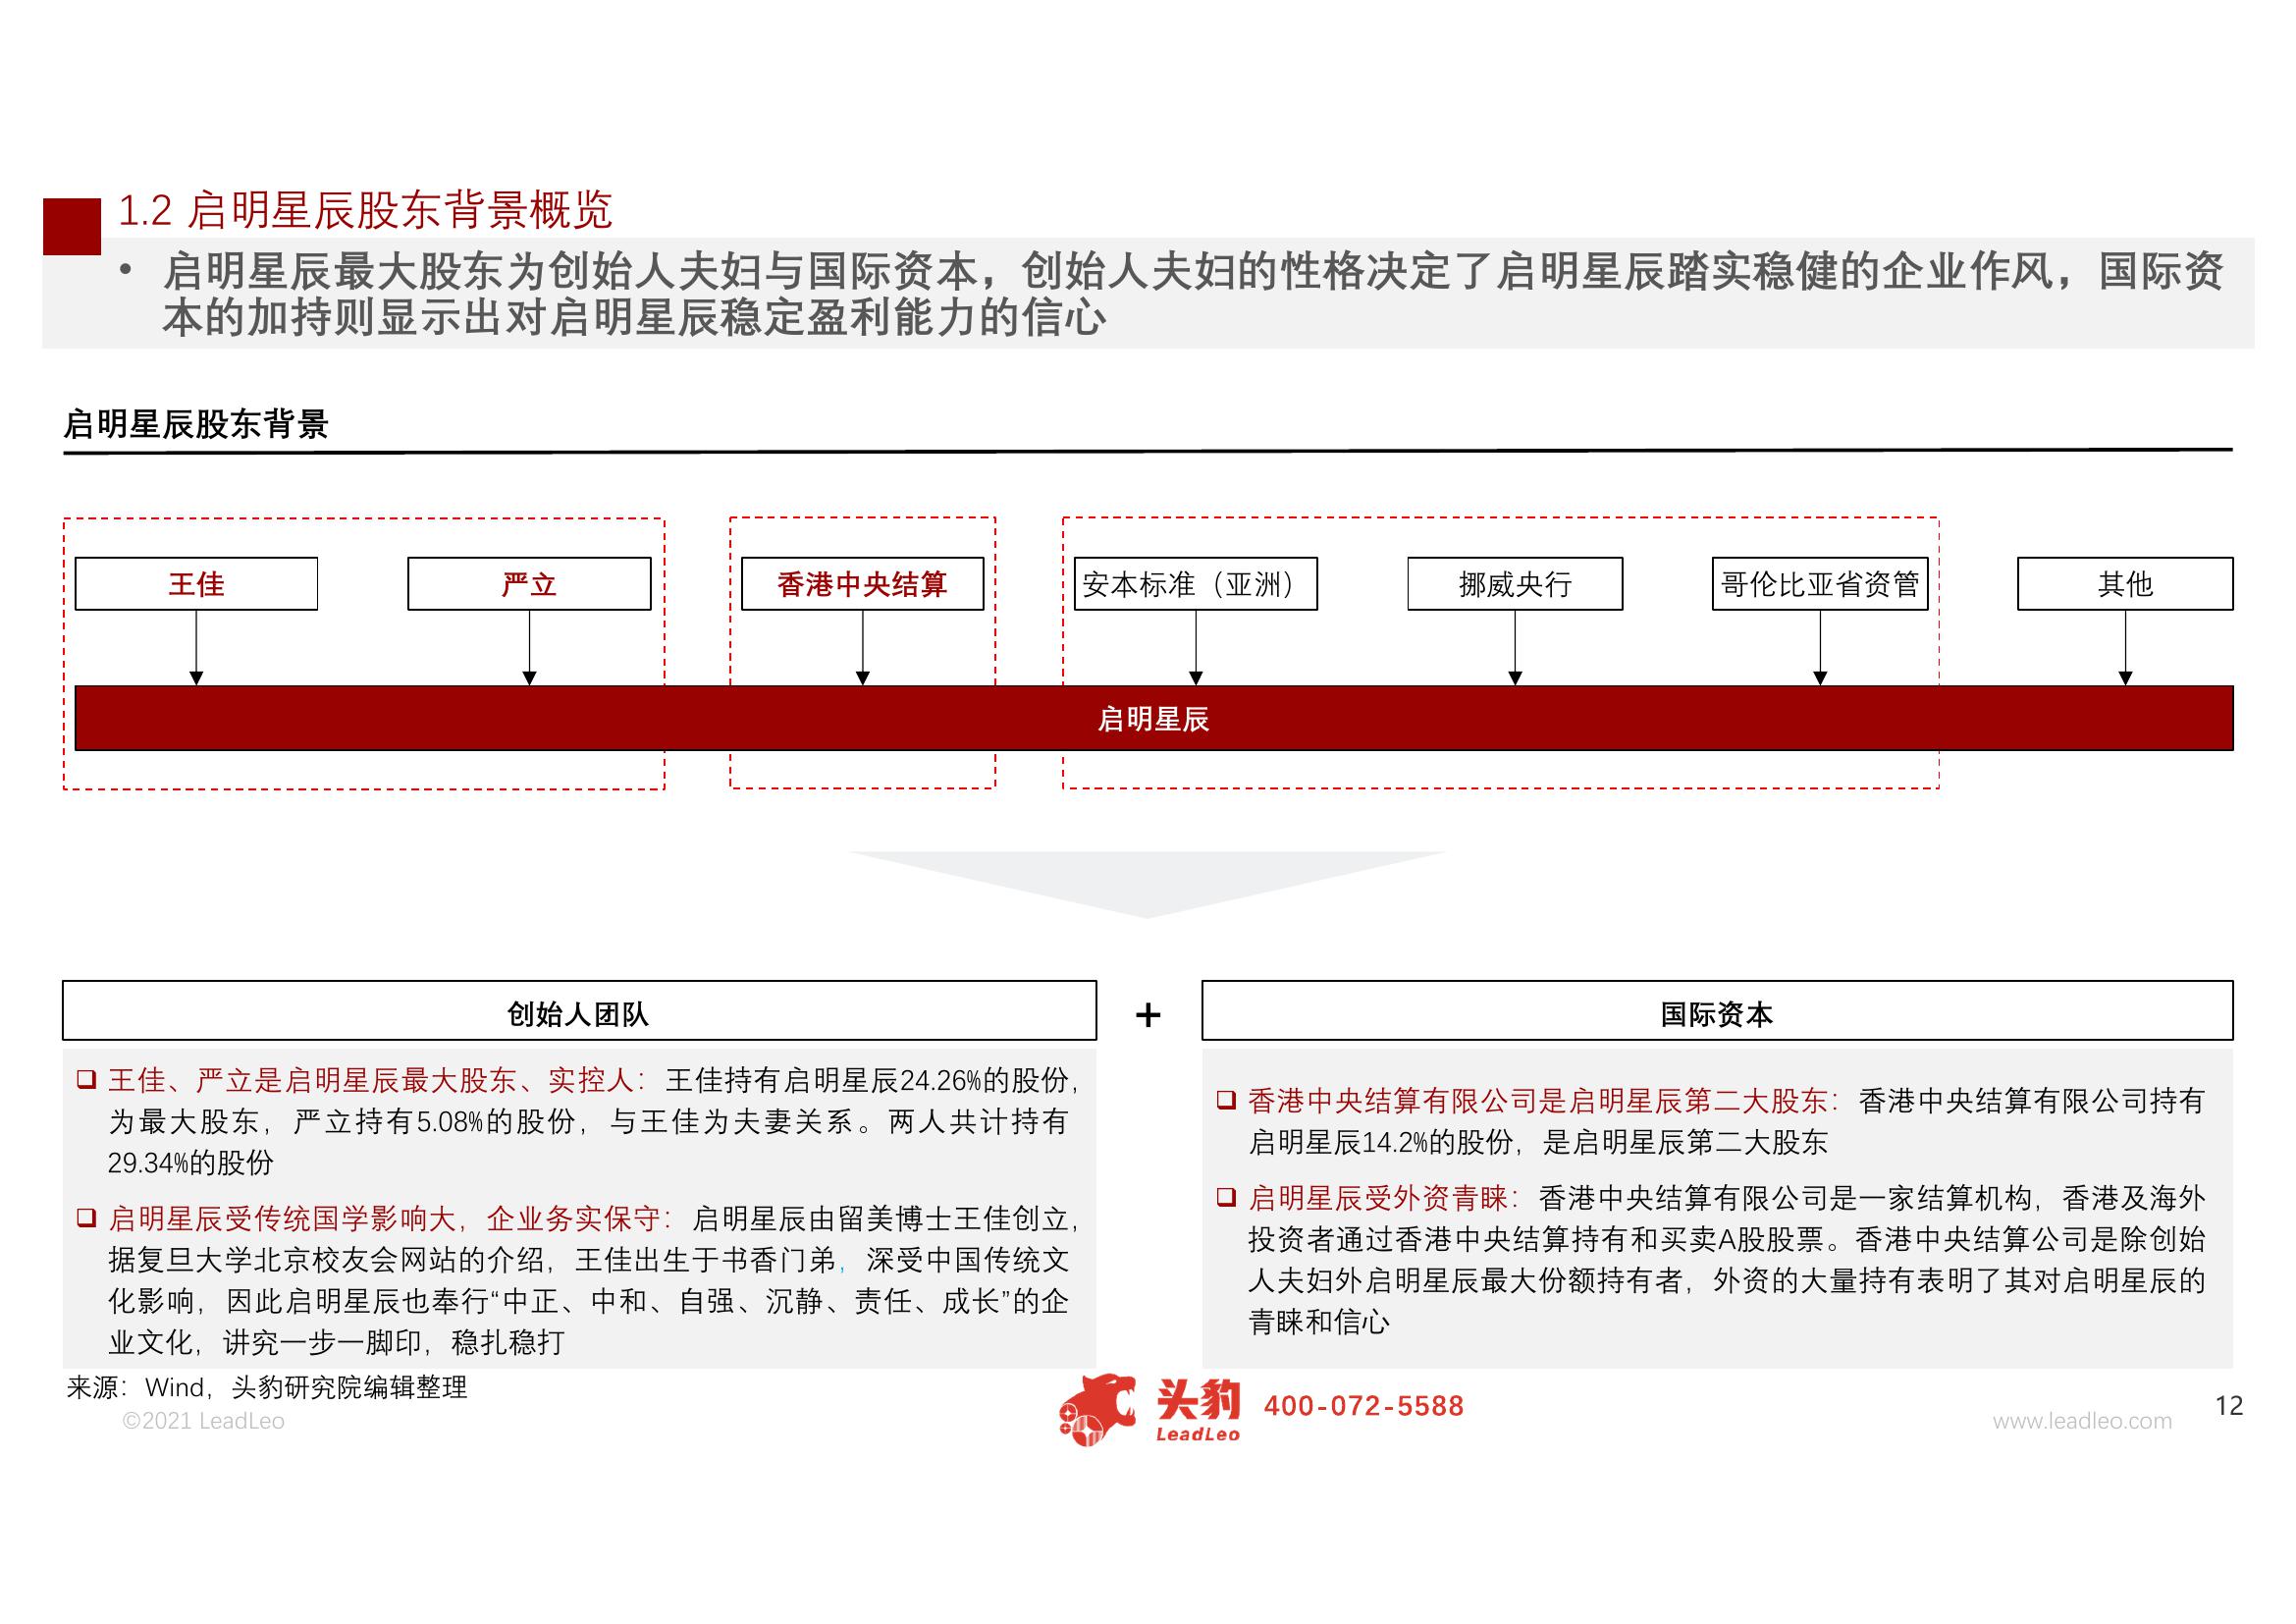 1.2 启明星辰股东背景概览
• 启明星辰最大股东为创始人夫妇与国际资本，创始人夫妇的性格决定了启明星辰踏实稳健的企业作风，国际资
本的加持则显示出对启明星辰稳定盈利能力的信心
启明星辰股东背景
王佳
严立
香港中央结算
安本标准（亚洲）
挪威央行
哥伦比亚省资管
其他
启明星辰
创始人团队
+
国际资本
❑ 王佳、严立是启明星辰最大股东、实控人：王佳持有启明星辰24.26%的股份，
为最大股东，严立持有5.08%的股份，与王佳为夫妻关系。两人共计持有
29.34%的股份
❑ 启明星辰受传统国学影响大，企业务实保守：启明星辰由留美博士王佳创立，
据复旦大学北京校友会网站的介绍，王佳出生于书香门弟，深受中国传统文
化影响，因此启明星辰也奉行“中正、中和、自强、沉静、责任、成长”的企
业文化，讲究一步一脚印，稳扎稳打
❑ 香港中央结算有限公司是启明星辰第二大股东：香港中央结算有限公司持有
启明星辰14.2%的股份，是启明星辰第二大股东
❑ 启明星辰受外资青睐：香港中央结算有限公司是一家结算机构，香港及海外
投资者通过香港中央结算持有和买卖A股股票。香港中央结算公司是除创始
人夫妇外启明星辰最大份额持有者，外资的大量持有表明了其对启明星辰的
青睐和信心
来源：Wind，头豹研究院编辑整理
©2021 LeadLeo
头豹
LeadLeo
400-072-5588
www.leadleo.com
12